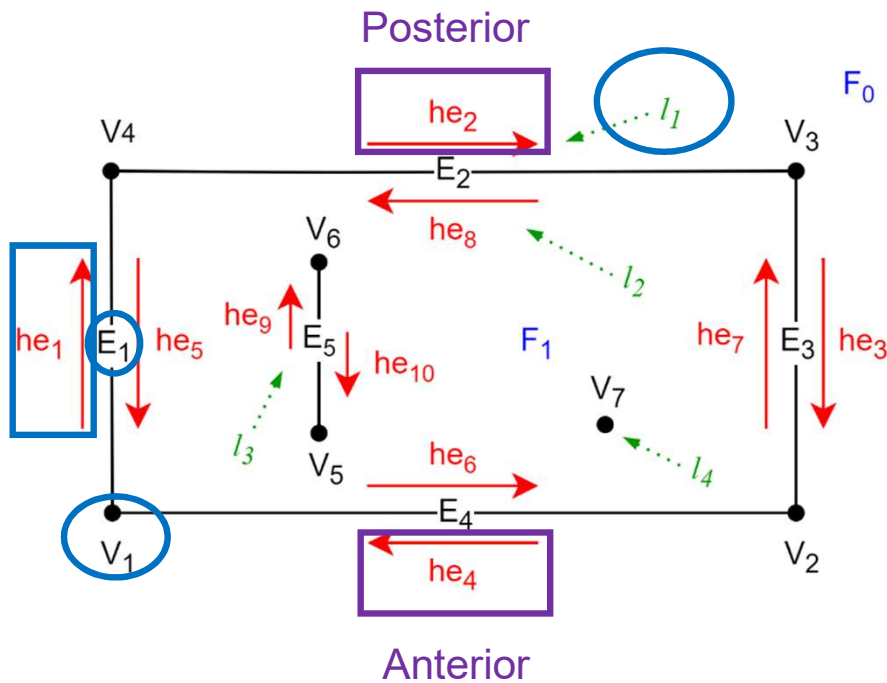 Posterior
F0
he2
l1
V4
V3
E2
he8
V6
l2
he9
he1
E1
he5
E5
F1
he7
E3
he3
he10
V7
l3
V5
he6
l4
E4
V1
he4
V2
Anterior